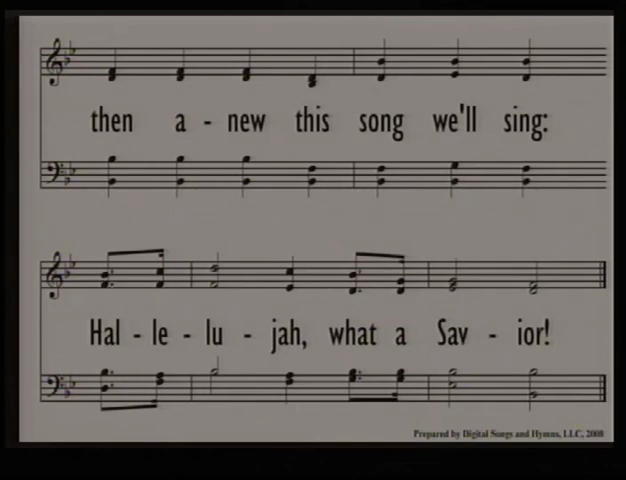 then a - new this song we'll sing:
Hal - le - lu - jah, what a Sav - ior!
Prepared by Digital Songs and Hymns, LLC, 2008